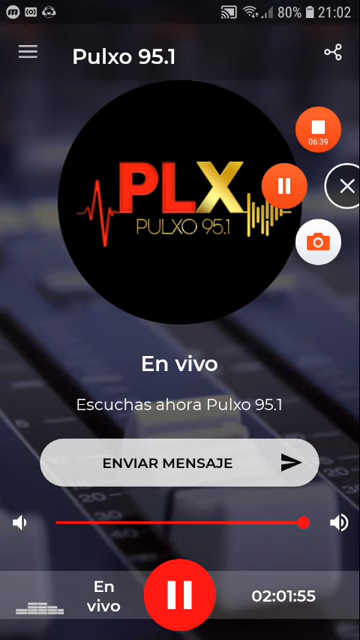 80% 21:02
Pulxo 95.1
06:39
PLX
PULXO 95.1
En vivo
Escuchas ahora Pulxo 95.1
ENVIAR MENSAJE
En
vivo
02:01:55